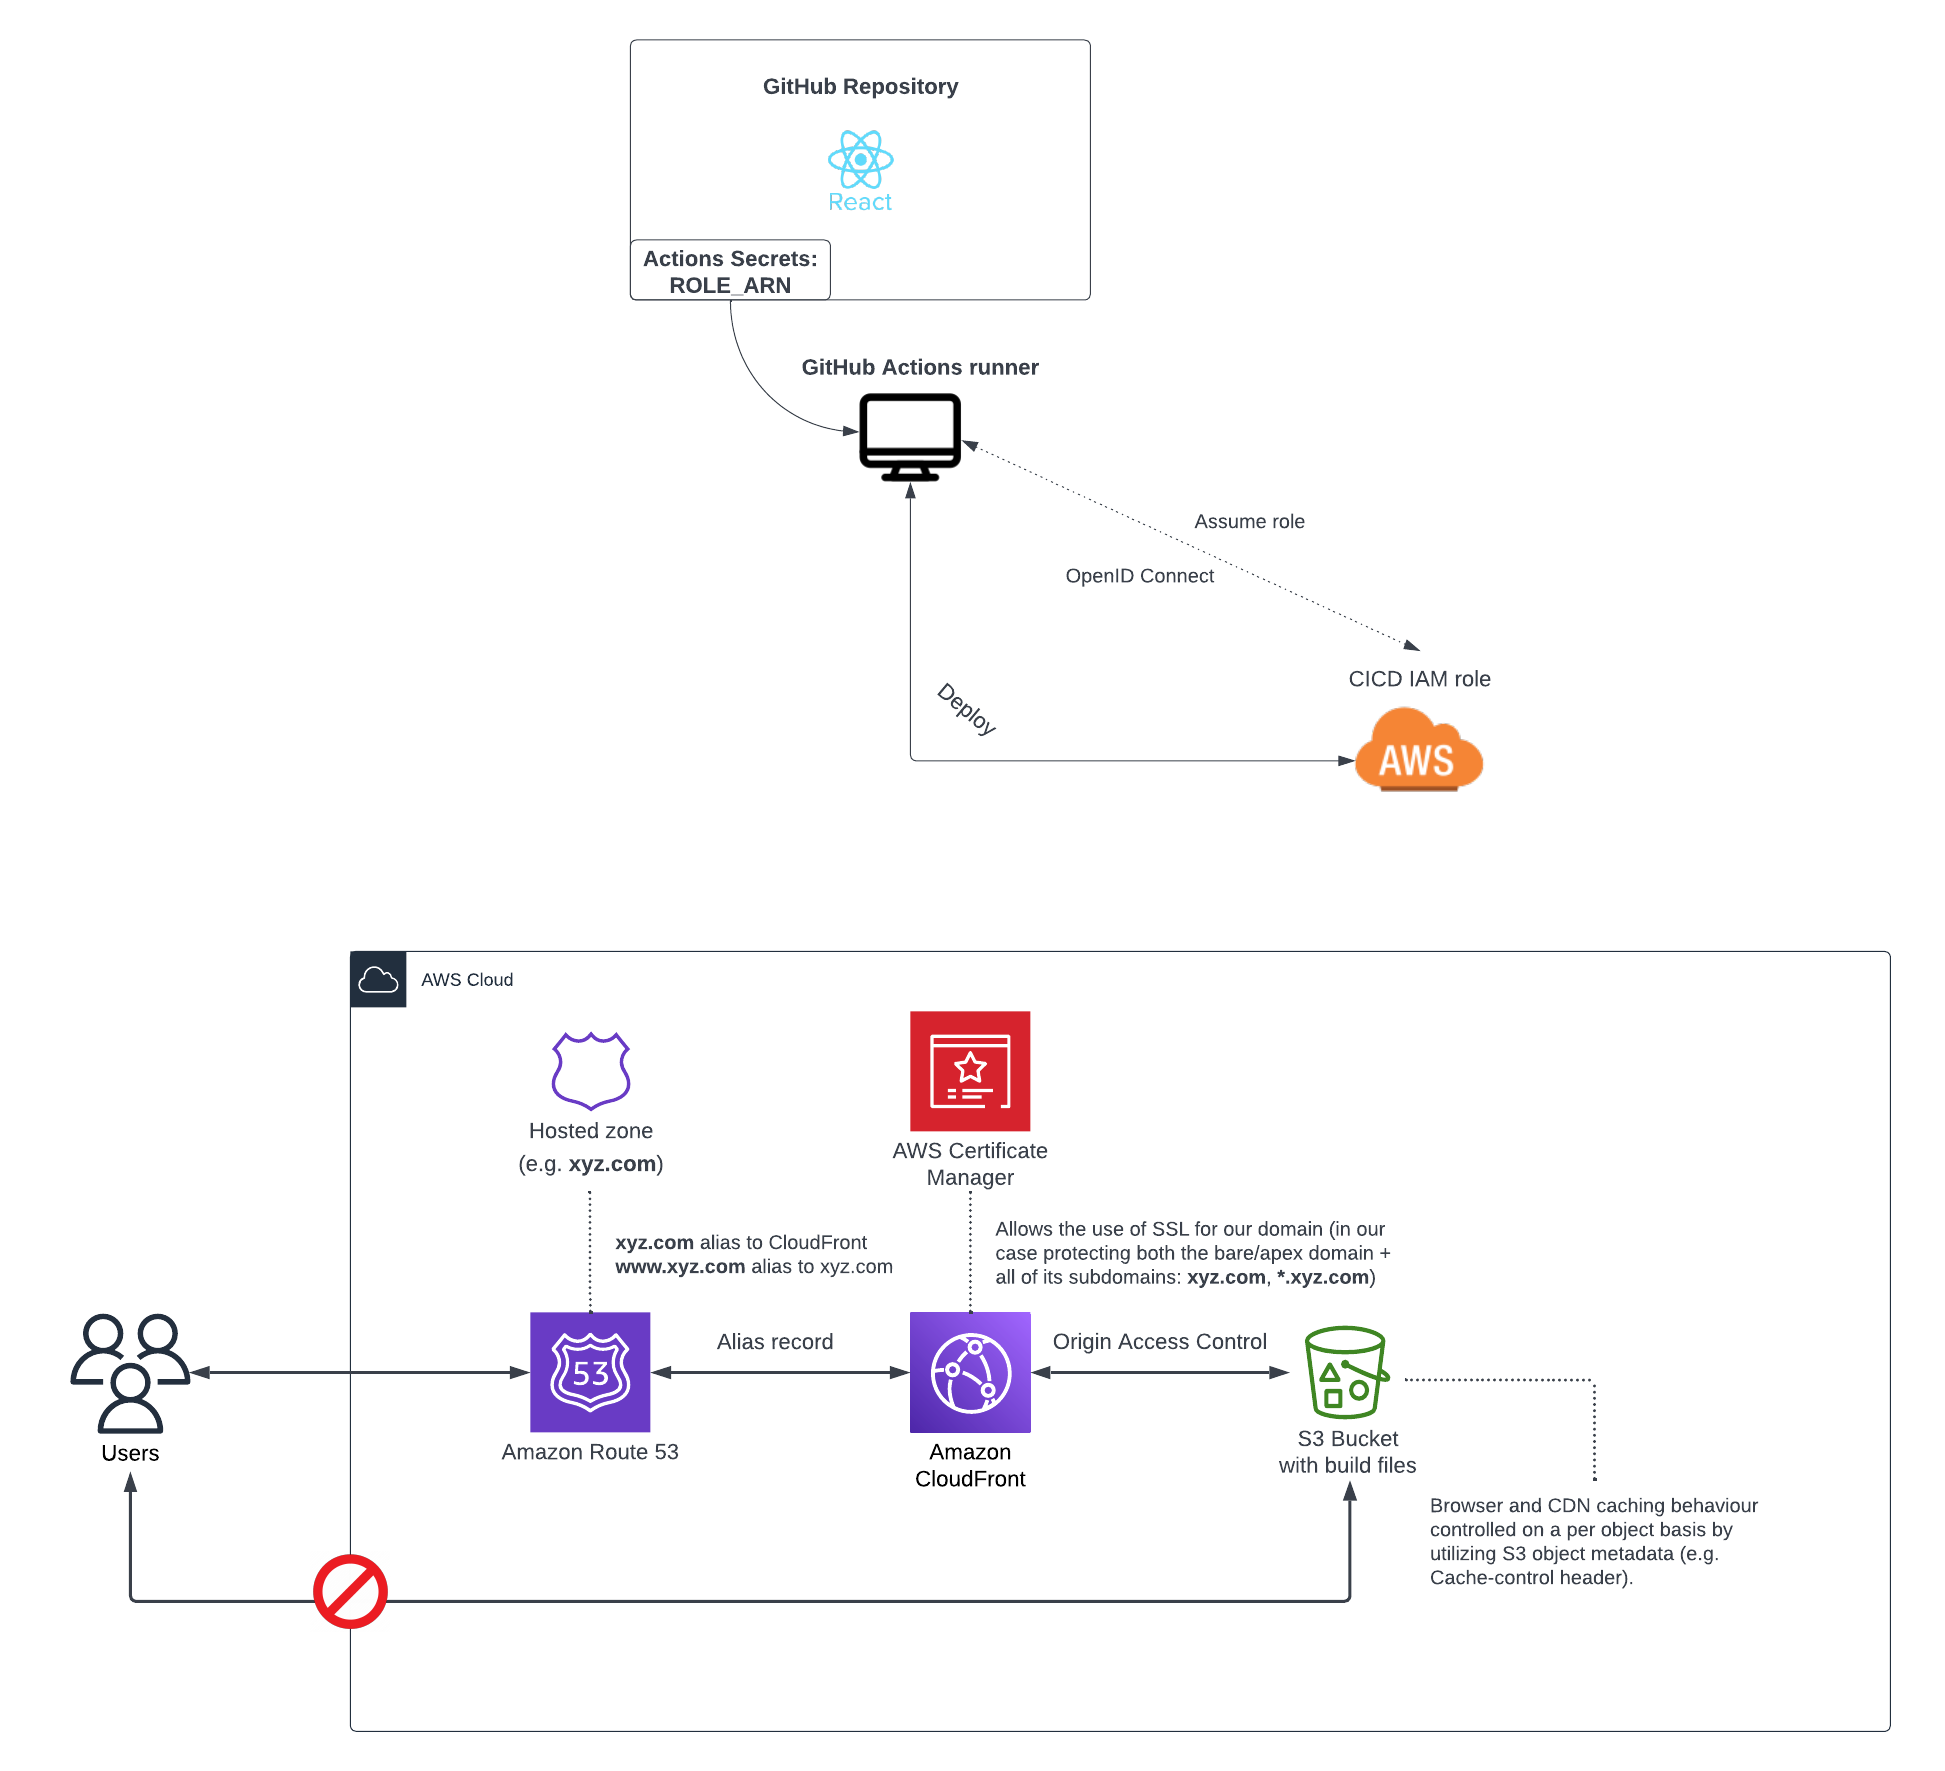 GitHub Repository
React
Actions Secrets:
ROLE_ARN
GitHub Actions runner
Assume role
OpenID Connect
Deploy
CICD IAM role
AWS
AWS Cloud
Hosted zone
(e.g. xyz.com)
AWS Certificate
Manager
xyz.com alias to CloudFront
www.xyz.com alias to xyz.com
Allows the use of SSL for our domain (in our
case protecting both the bare/apex domain +
all of its subdomains: xyz.com, *.xyz.com)
Alias record
Origin Access Control
53
Users
Amazon Route 53
Amazon
CloudFront
S3 Bucket
with build files
Browser and CDN caching behaviour
controlled on a per object basis by
utilizing S3 object metadata (e.g.
Cache-control header).